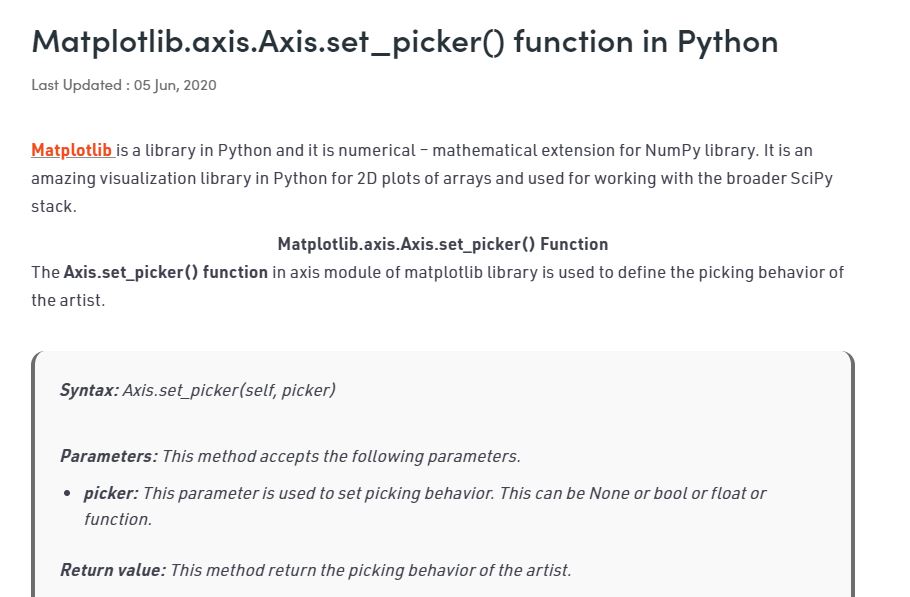 Matplotlib.axis.Axis.set_picker() function in Python
Last Updated : 05 Jun, 2020
Matplotlib is a library in Python and it is numerical – mathematical extension for NumPy library. It is an
amazing visualization library in Python for 2D plots of arrays and used for working with the broader SciPy
stack.
Matplotlib.axis.Axis.set_picker() Function
The Axis.set_picker() function in axis module of matplotlib library is used to define the picking behavior of
the artist.
Syntax: Axis.set_picker(self, picker)
Parameters: This method accepts the following parameters.
• picker: This parameter is used to set picking behavior. This can be None or bool or float or
function.
Return value: This method return the picking behavior of the artist.